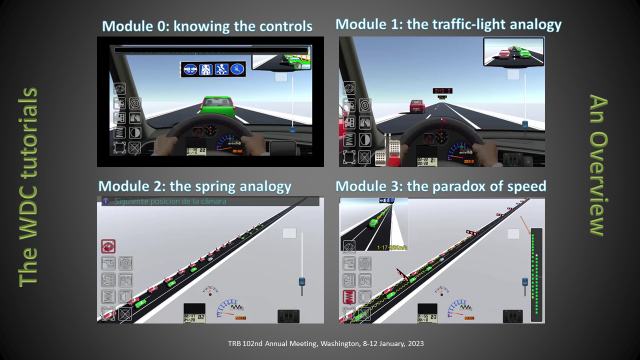 The WDC tutorials
An Overview
Module 0: knowing the controls
Module 1: the traffic-light analogy
Module 2: the spring analogy
Module 3: the paradox of speed
Siguiente posición de la cámara
TRB 102nd Annual Meeting, Washington, 8-12 January, 2023